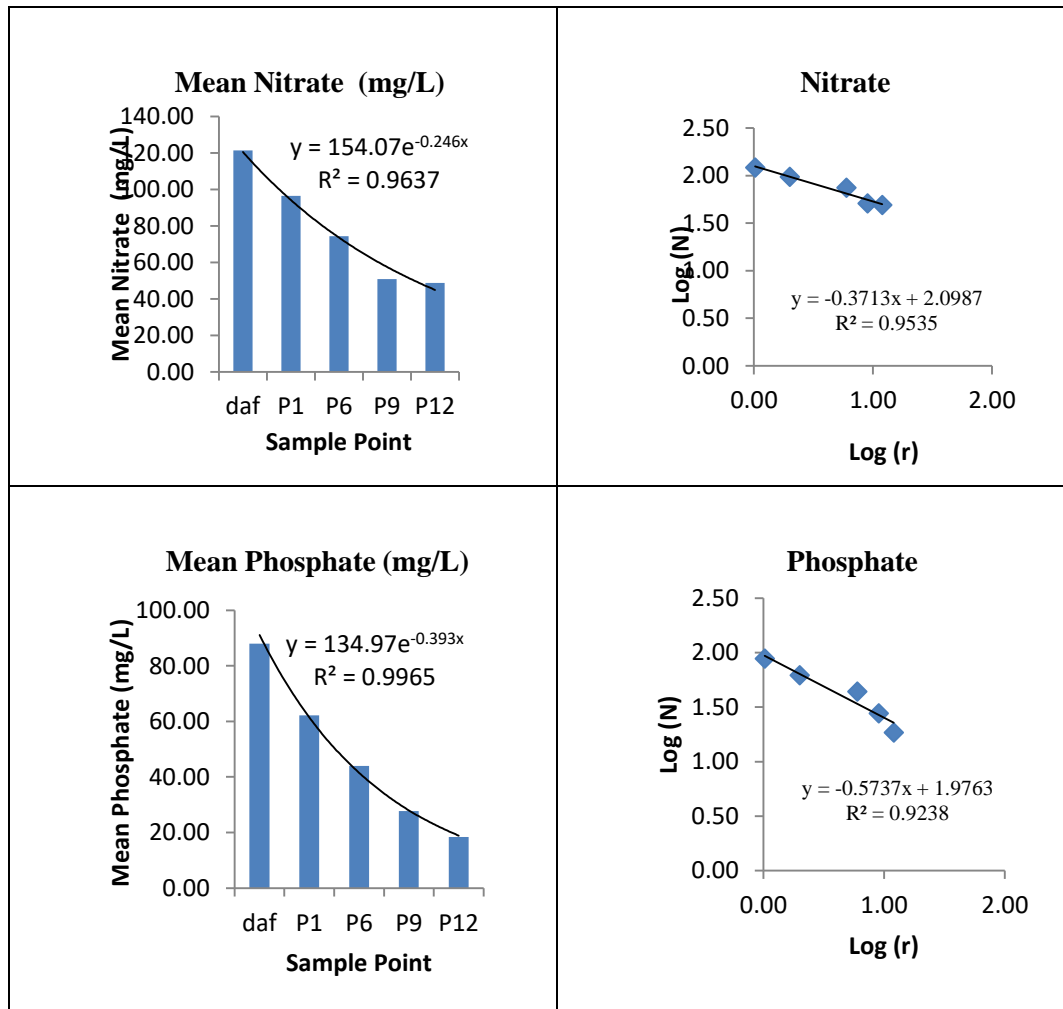 Mean Nitrate (mg/L)
Mean Nitrate (mg/L)
140.00
120.00
100.00
80.00
60.00
40.00
20.00
0.00
y = 154.07e^-0.246x
R² = 0.9637
daf P1 P6 P9 P12
Sample Point
Nitrate
Log (N)
2.50
2.00
1.50
1.00
0.50
0.00
y = -0.3713x + 2.0987
R² = 0.9535
0.00 1.00 2.00
Log (r)
Mean Phosphate (mg/L)
Mean Phosphate (mg/L)
100.00
80.00
60.00
40.00
20.00
0.00
y = 134.97e^-0.393x
R² = 0.9965
daf P1 P6 P9 P12
Sample Point
Phosphate
Log (N)
2.50
2.00
1.50
1.00
0.50
0.00
y = -0.5737x + 1.9763
R² = 0.9238
0.00 1.00 2.00
Log (r)